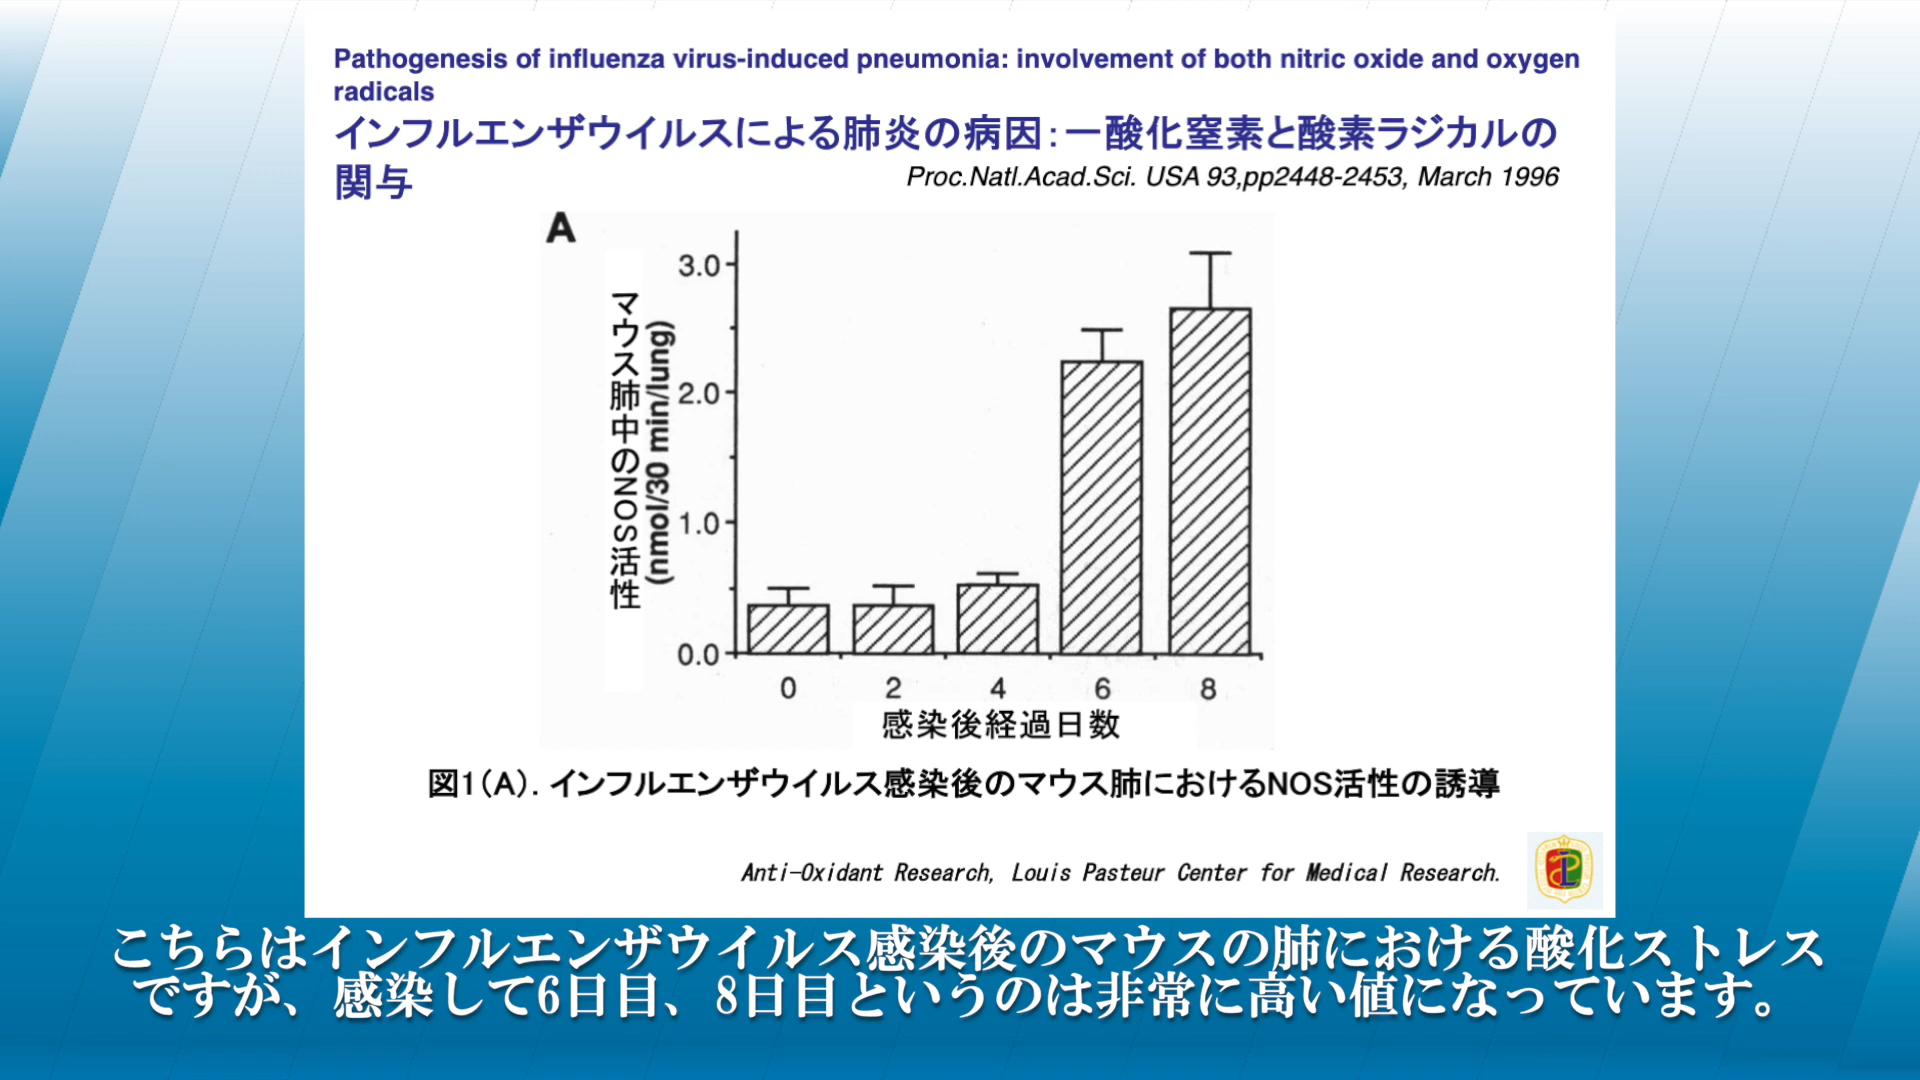 Pathogenesis of influenza virus-induced pneumonia: involvement of both nitric oxide and oxygen
radicals
インフルエンザウイルスによる肺炎の病因：一酸化窒素と酸素ラジカルの
関与
Proc.Natl.Acad.Sci. USA 93,pp2448-2453, March 1996
A
マウス肺中のNOS活性
(nmol/30 min/lung)
3.0
2.0
1.0
0.0
0 2 4 6 8
感染後経過日数
図1（A）. インフルエンザウイルス感染後のマウス肺におけるNOS活性の誘導
Anti-Oxidant Research, Louis Pasteur Center for Medical Research.
こちらはインフルエンザウイルス感染後のマウスの肺における酸化ストレス
ですが、感染して6日目、8日目というのは非常に高い値になっています。